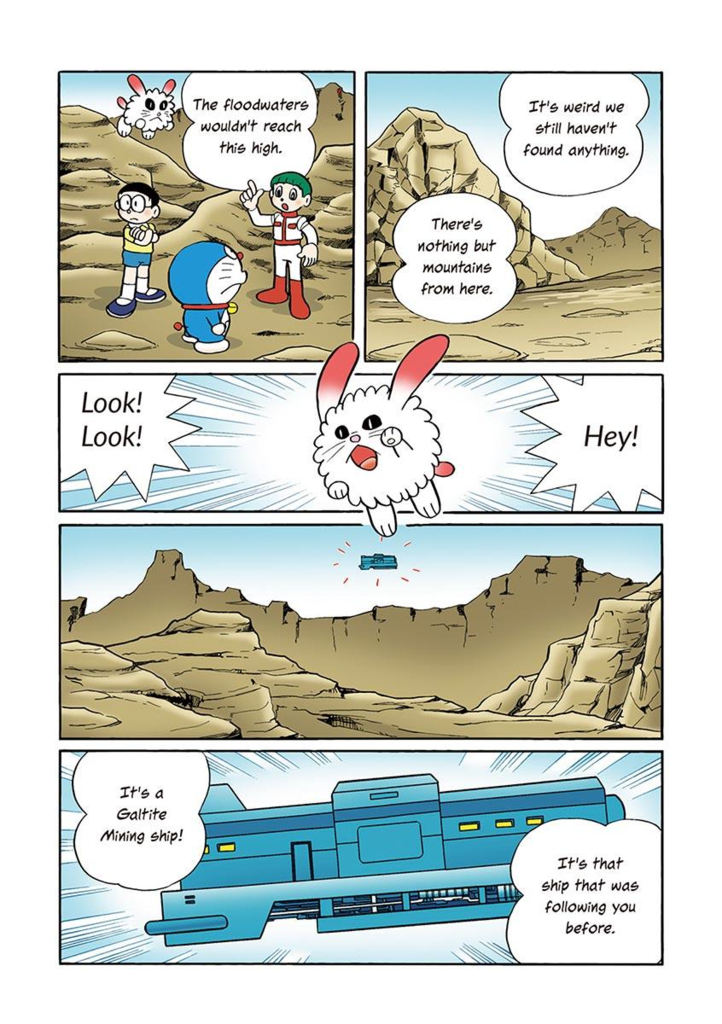 It's weird we
still haven't
found anything.
There's
nothing but
mountains
from here.
The floodwaters
wouldn't reach
this high.
Hey!
Look!
Look!
It's that
ship that was
following you
before.
It's a
Galtite
Mining ship!